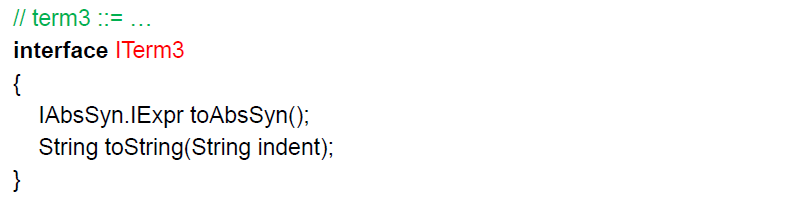 // term3 ::= …
interface ITerm3
{
IAbsSyn.IExpr toAbsSyn();
String toString(String indent);
}